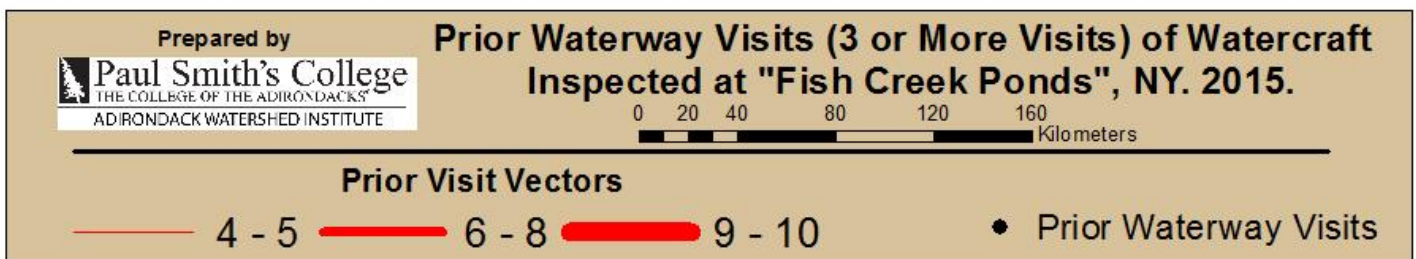 Prepared by
Paul Smith's College
THE COLLEGE OF THE ADIRONDACKS
ADIRONDACK WATERSHED INSTITUTE
Prior Waterway Visits (3 or More Visits) of Watercraft
Inspected at "Fish Creek Ponds", NY. 2015.
0 20 40 80 120 160
Kilometers
Prior Visit Vectors
4 - 5 6 - 8 9 - 10 Prior Waterway Visits